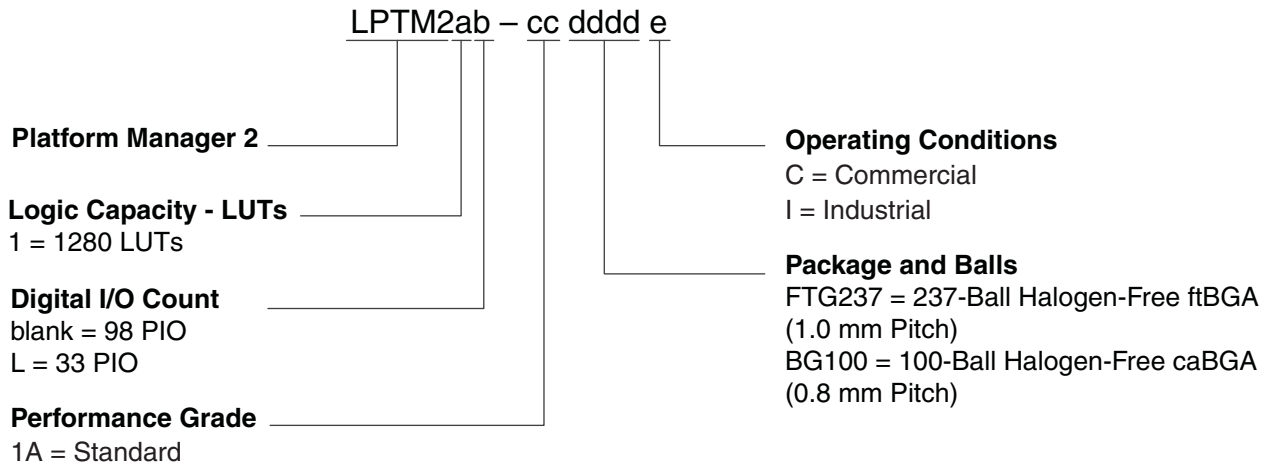 LPTM2ab – cc dddd e
Platform Manager 2
Logic Capacity - LUTs
1 = 1280 LUTs
Digital I/O Count
blank = 98 PIO
L = 33 PIO
Performance Grade
1A = Standard
Operating Conditions
C = Commercial
I = Industrial
Package and Balls
FTG237 = 237-Ball Halogen-Free ftBGA
(1.0 mm Pitch)
BG100 = 100-Ball Halogen-Free caBGA
(0.8 mm Pitch)